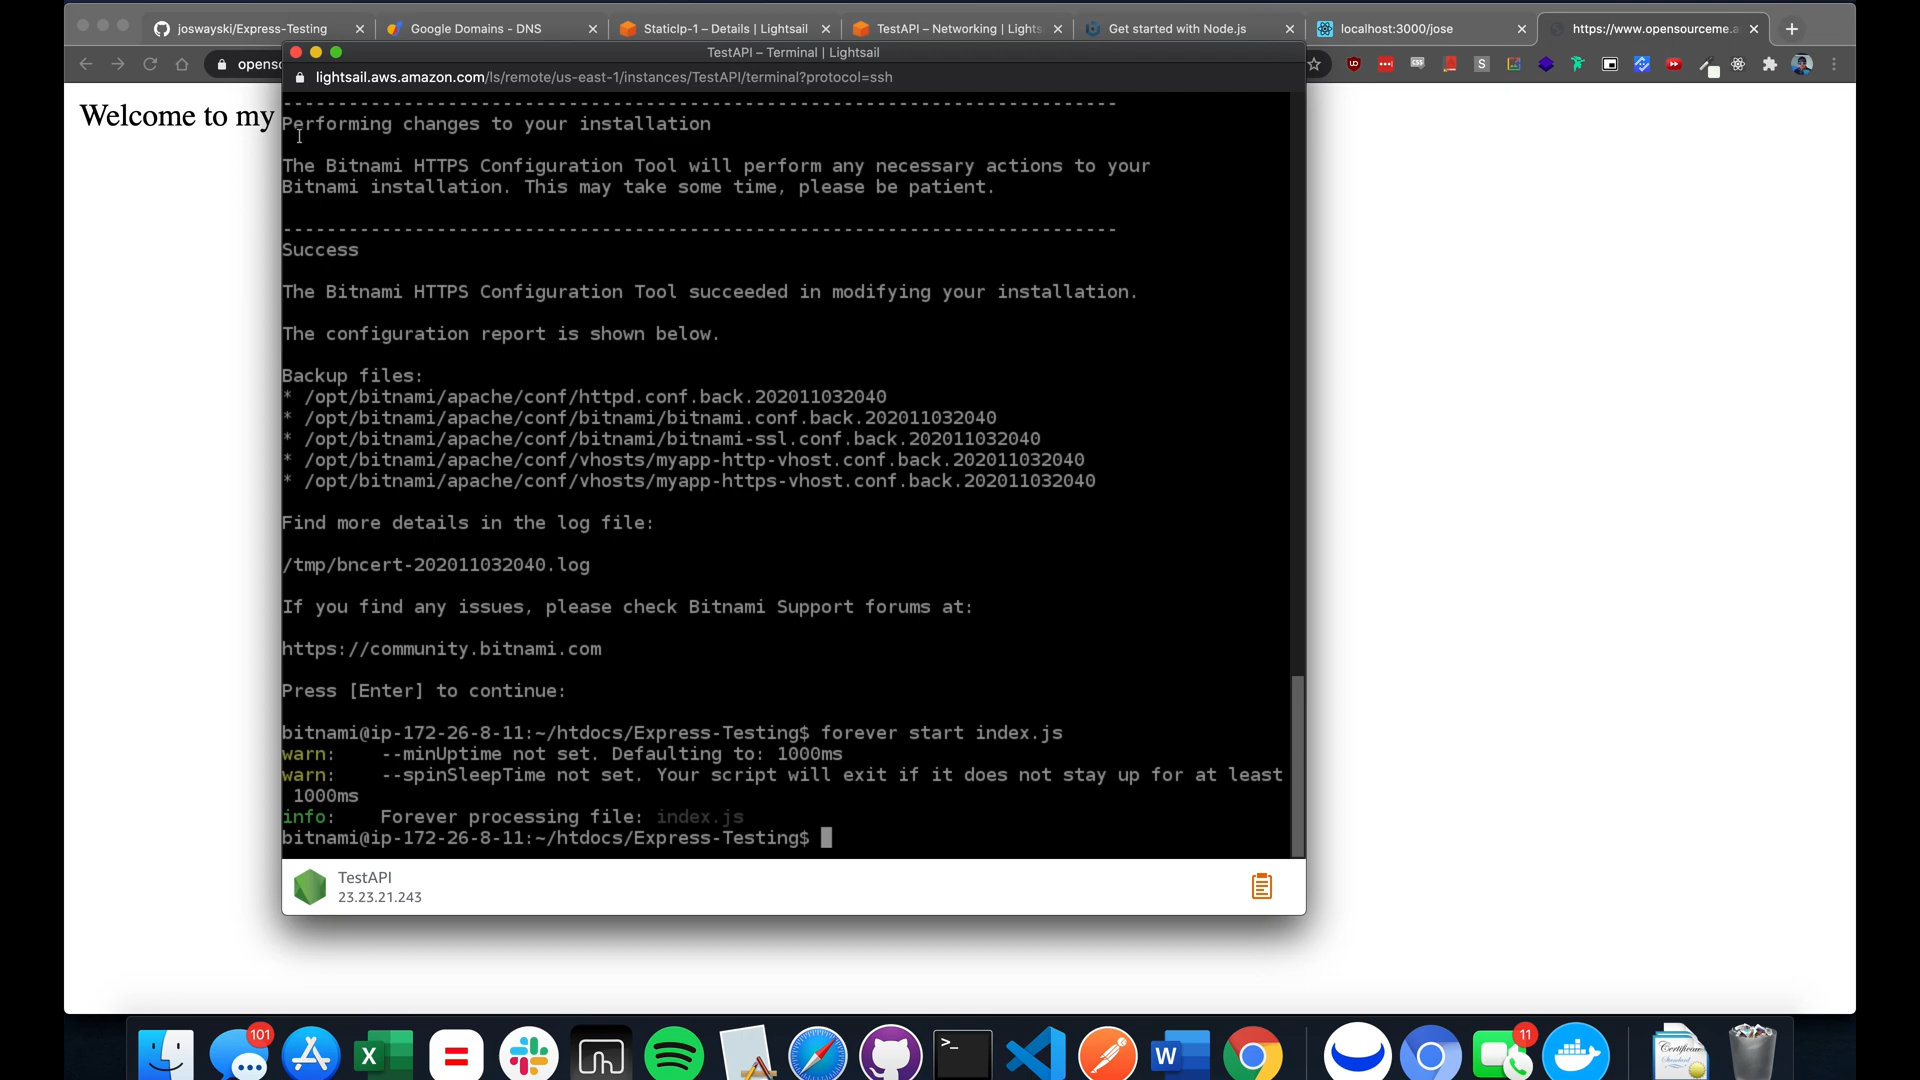 joswayski/Express-Testing
Google Domains - DNS
StaticIp-1 – Details | Lightsail
TestAPI – Networking | Lights
Get started with Node.js
localhost:3000/jose
https://www.opensourceme.a
TestAPI – Terminal | Lightsail
opens
lightsail.aws.amazon.com/ls/remote/us-east-1/instances/TestAPI/terminal?protocol=ssh
Welcome to my
--------------------------------------------------------------------------
Performing changes to your installation
The Bitnami HTTPS Configuration Tool will perform any necessary actions to your
Bitnami installation. This may take some time, please be patient.
--------------------------------------------------------------------------
Success
The Bitnami HTTPS Configuration Tool succeeded in modifying your installation.
The configuration report is shown below.
Backup files:
* /opt/bitnami/apache/conf/httpd.conf.back.202011032040
* /opt/bitnami/apache/conf/bitnami/bitnami.conf.back.202011032040
* /opt/bitnami/apache/conf/bitnami/bitnami-ssl.conf.back.202011032040
* /opt/bitnami/apache/conf/vhosts/myapp-http-vhost.conf.back.202011032040
* /opt/bitnami/apache/conf/vhosts/myapp-https-vhost.conf.back.202011032040
Find more details in the log file:
/tmp/bncert-202011032040.log
If you find any issues, please check Bitnami Support forums at:
https://community.bitnami.com
Press [Enter] to continue:
bitnami@ip-172-26-8-11:~/htdocs/Express-Testing$ forever start index.js
warn:    --minUptime not set. Defaulting to: 1000ms
warn:    --spinSleepTime not set. Your script will exit if it does not stay up for at least
1000ms
info:    Forever processing file: index.js
bitnami@ip-172-26-8-11:~/htdocs/Express-Testing$
TestAPI
23.23.21.243
101
11